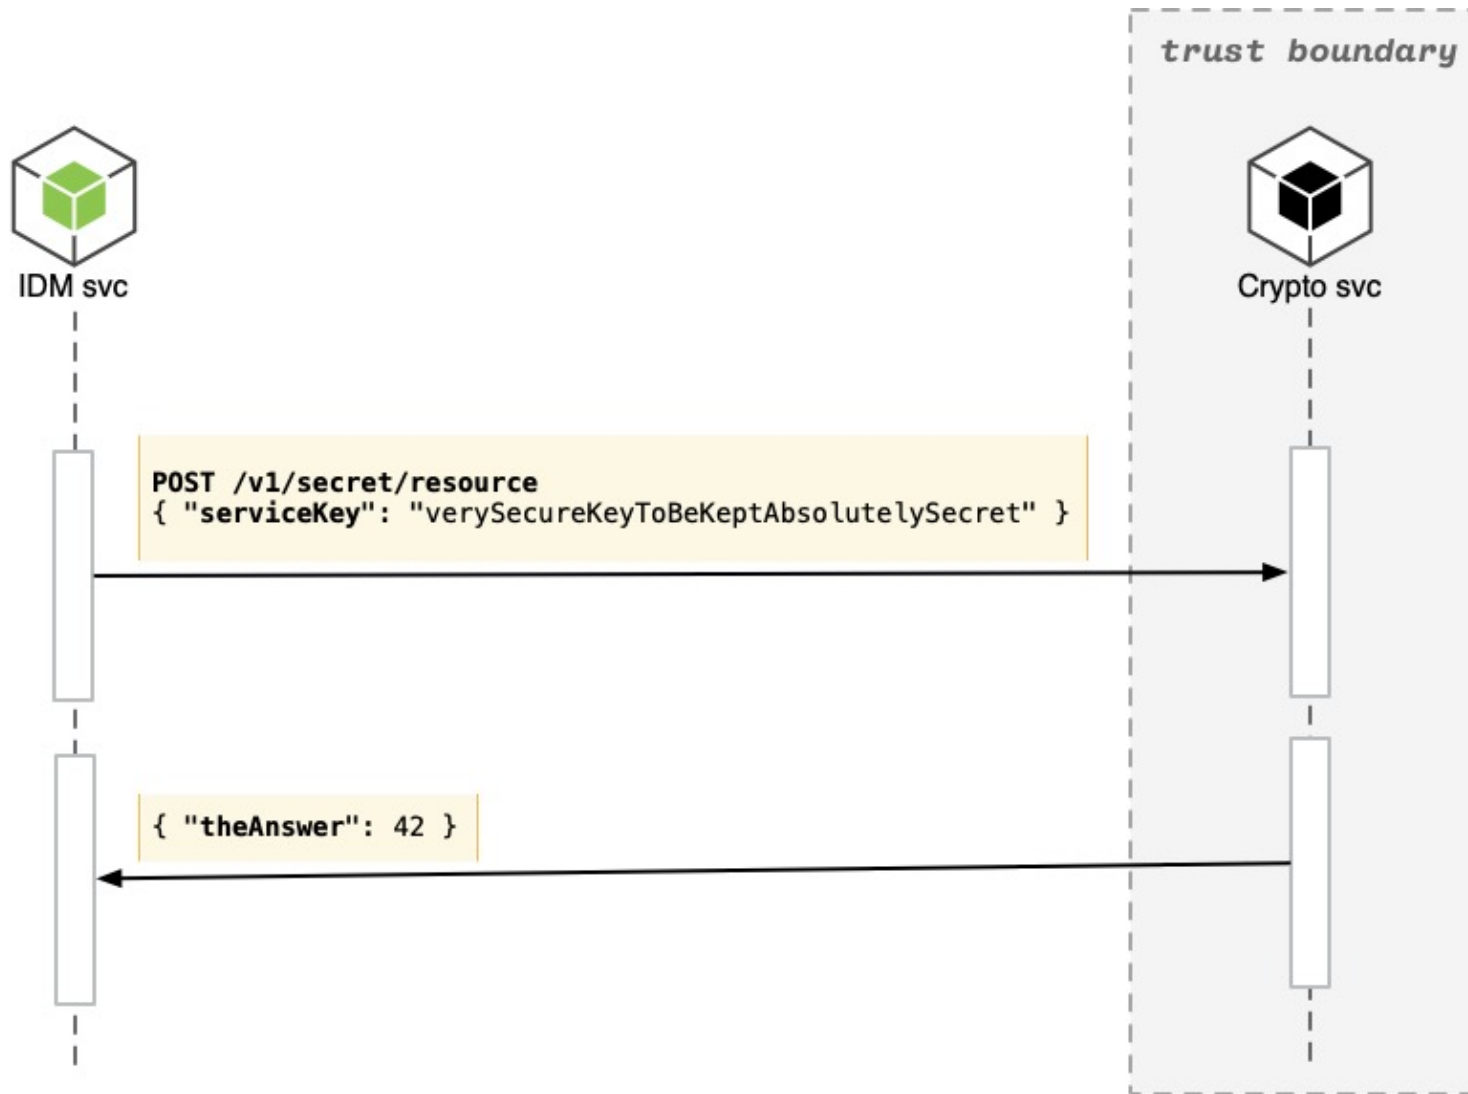 trust boundary
IDM svc
Crypto svc
POST /v1/secret/resource
{ "serviceKey": "verySecureKeyToBeKeptAbsolutelySecret" }
{ "theAnswer": 42 }